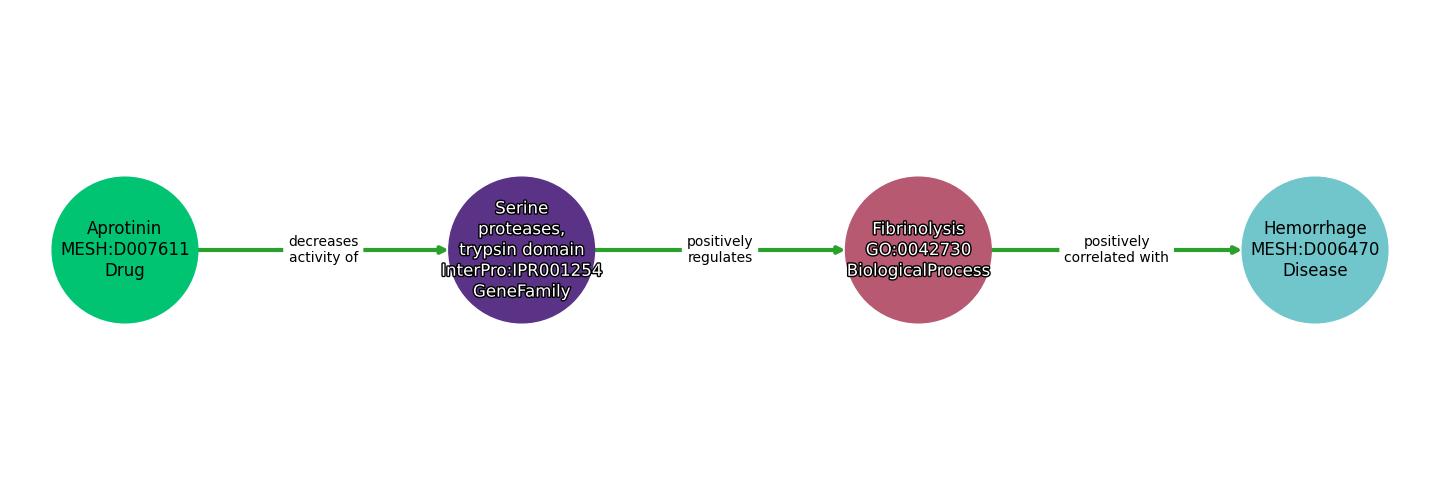 Aprotinin
MESH:D007611
Drug
decreases
activity of
Serine
proteases,
trypsin domain
InterPro:IPR001254
GeneFamily
positively
regulates
Fibrinolysis
GO:0042730
BiologicalProcess
positively
correlated with
Hemorrhage
MESH:D006470
Disease